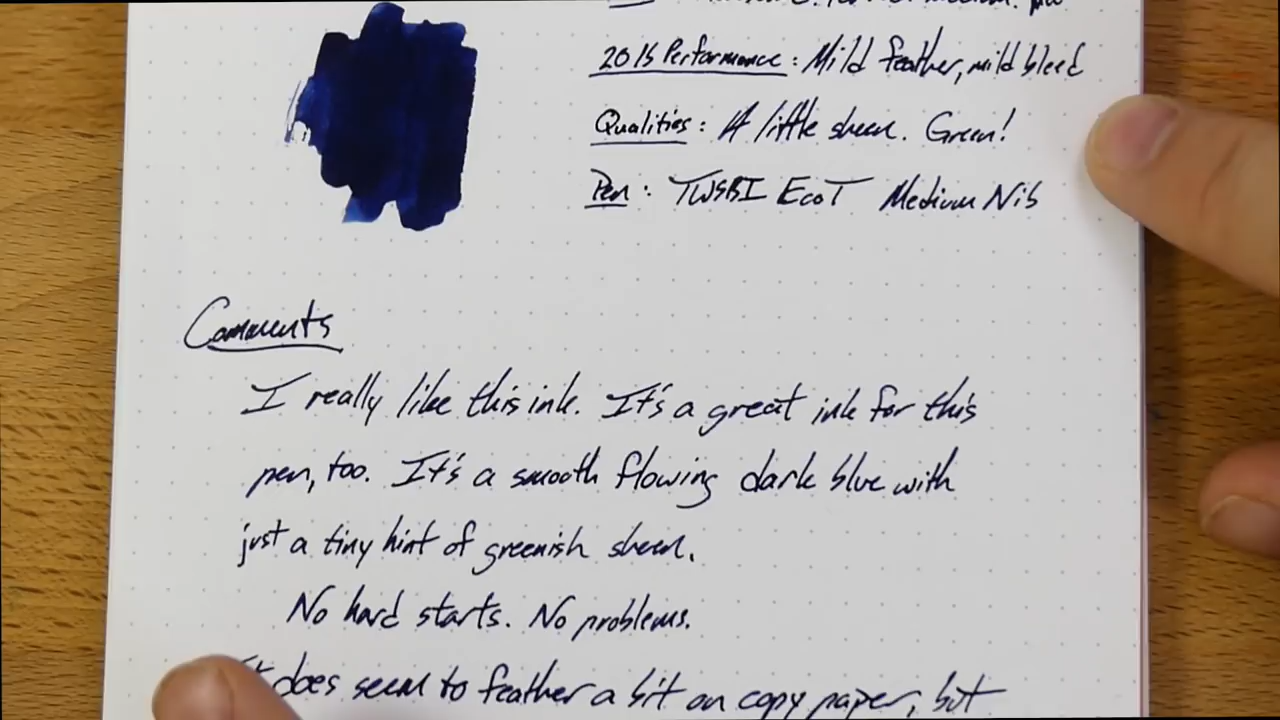 20 lb Performance: Mild feather, mild bleed
Qualities: A little sheen. Green!
Pen: TWSBI Eco T Medium Nib
Comments
I really like this ink. It's a great ink for this
pen, too. It's a smooth flowing dark blue with
just a tiny hint of greenish sheen.
No hard starts. No problems.
does seem to feather a bit on copy paper, but